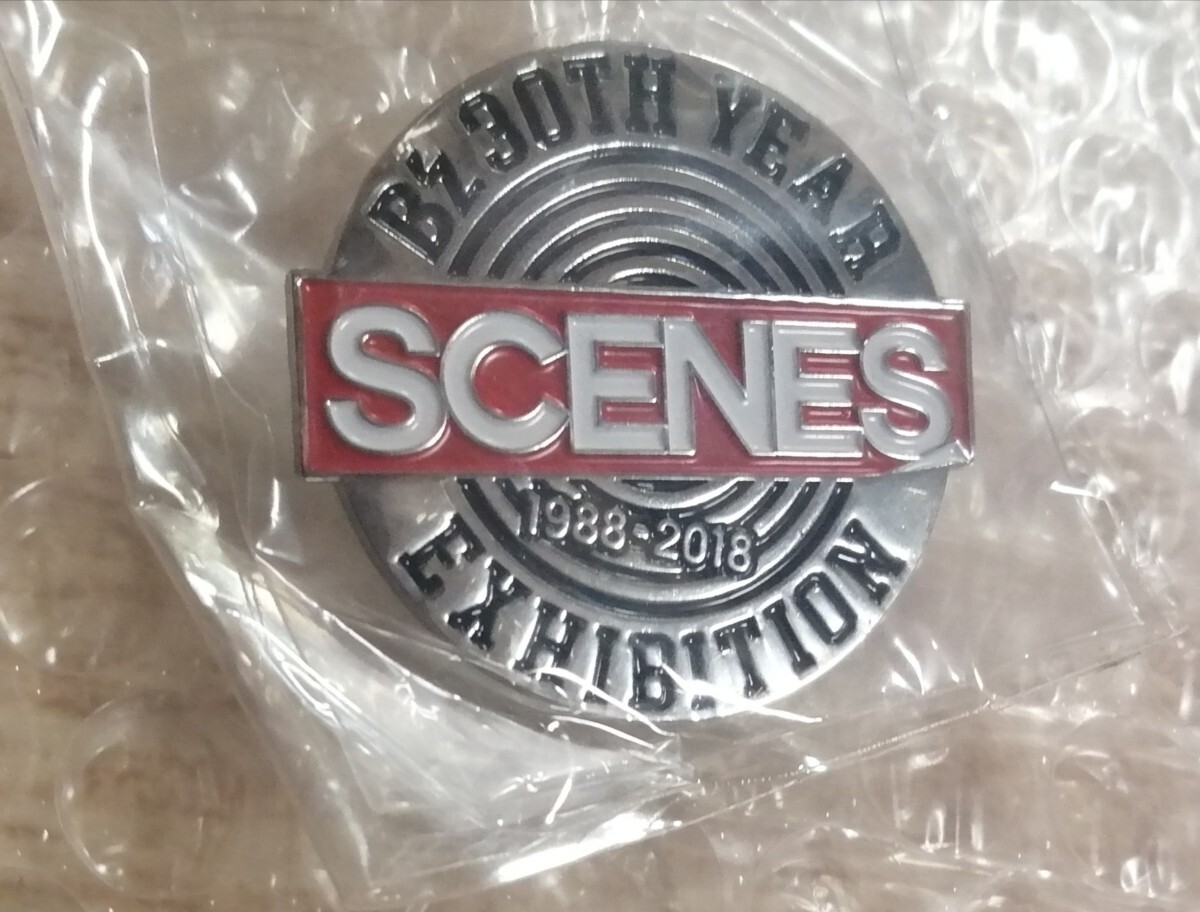 B'z 30TH YEAR
SCENES
1988-2018
EXHIBITION